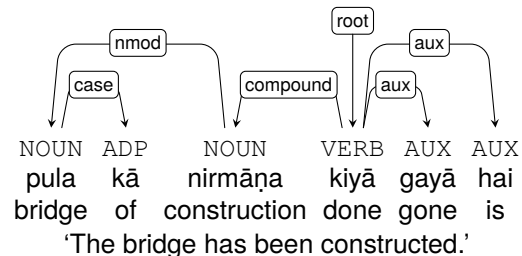 root
nmod aux
case compound aux
NOUN ADP NOUN VERB AUX AUX
pula kā nirmāṇa kiyā gayā hai
bridge of construction done gone is
‘The bridge has been constructed.’